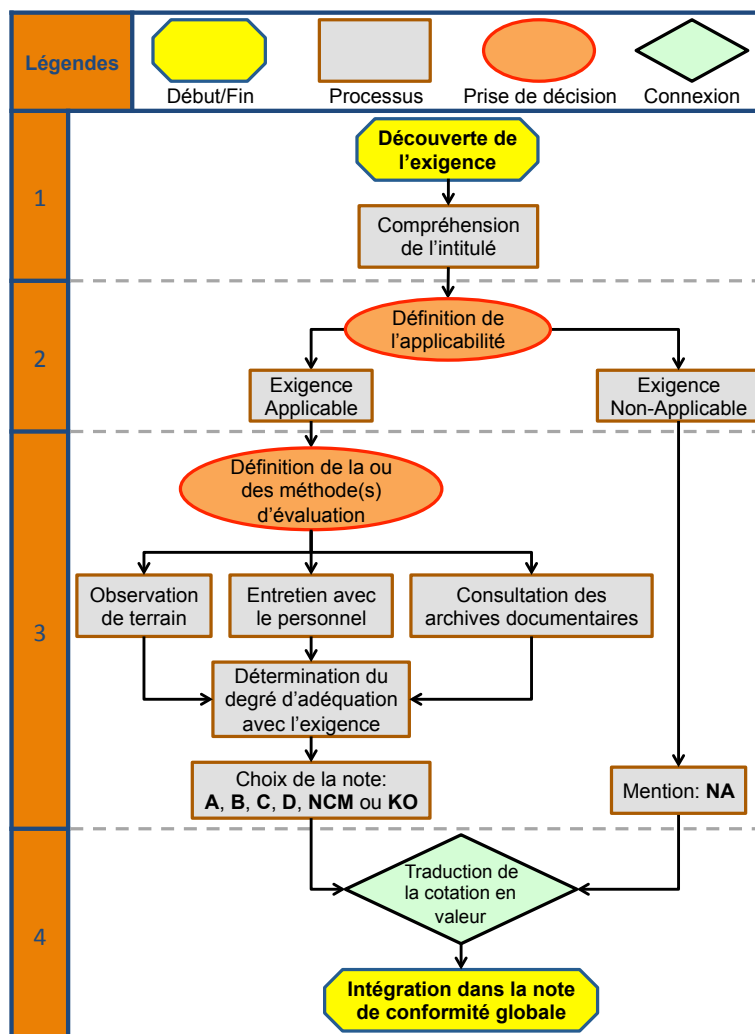 Légendes
Début/Fin
Processus
Prise de décision
Connexion
1
Découverte de
l'exigence
Compréhension
de l'intitulé
2
Définition de
l'applicabilité
Exigence
Applicable
Exigence
Non-Applicable
3
Définition de la ou
des méthode(s)
d'évaluation
Observation
de terrain
Entretien avec
le personnel
Consultation des
archives documentaires
Détermination du
degré d'adéquation
avec l'exigence
Choix de la note:
A, B, C, D, NCM ou KO
Mention: NA
4
Traduction de
la cotation en
valeur
Intégration dans la note
de conformité globale